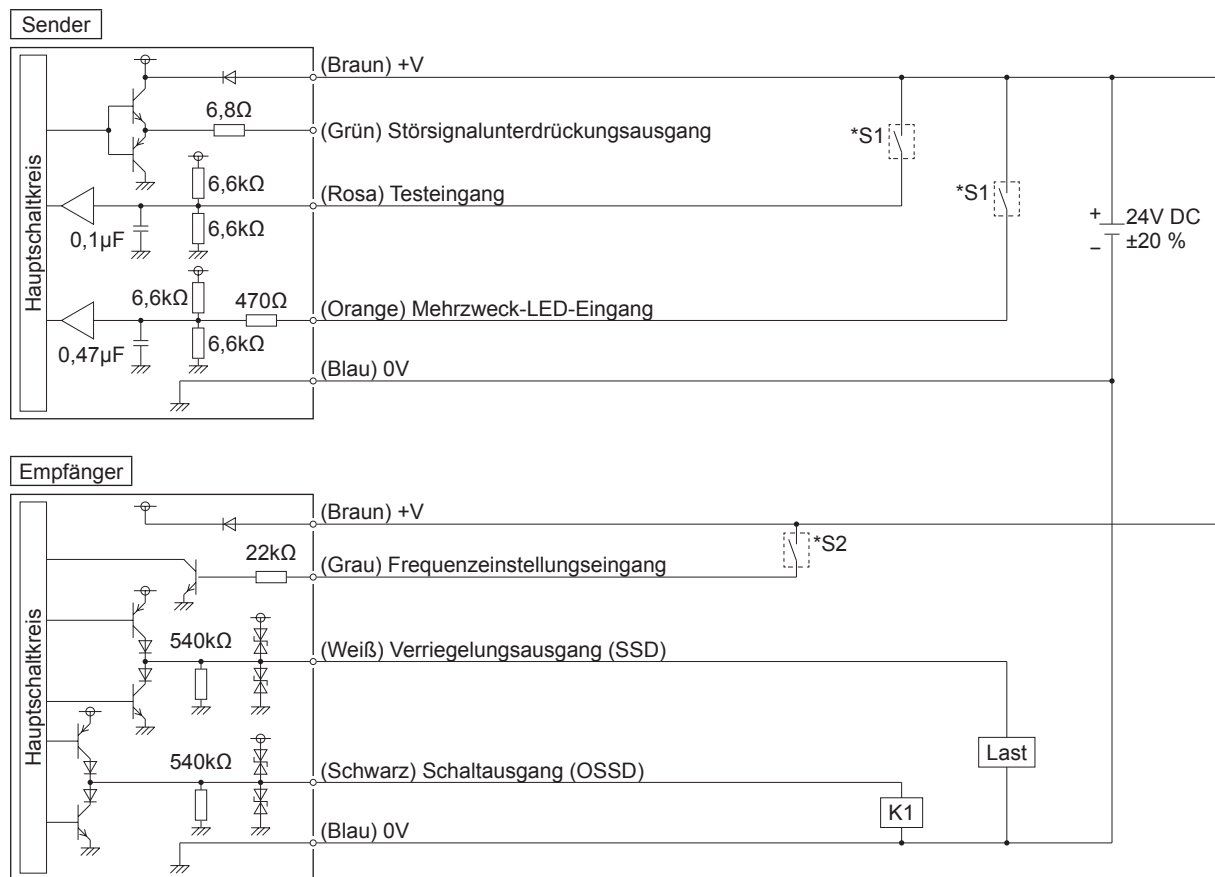 Sender
Hauptschaltkreis
(Braun) +V
6,8Ω
(Grün) Störsignalunterdrückungsausgang
*S1
6,6kΩ
(Rosa) Testeingang
*S1
6,6kΩ
0,1µF
+
24V DC
−
±20 %
6,6kΩ
470Ω
(Orange) Mehrzweck-LED-Eingang
6,6kΩ
0,47µF
(Blau) 0V
Empfänger
Hauptschaltkreis
(Braun) +V
*S2
22kΩ
(Grau) Frequenzeinstellungseingang
540kΩ
(Weiß) Verriegelungsausgang (SSD)
Last
540kΩ
(Schwarz) Schaltausgang (OSSD)
K1
(Blau) 0V